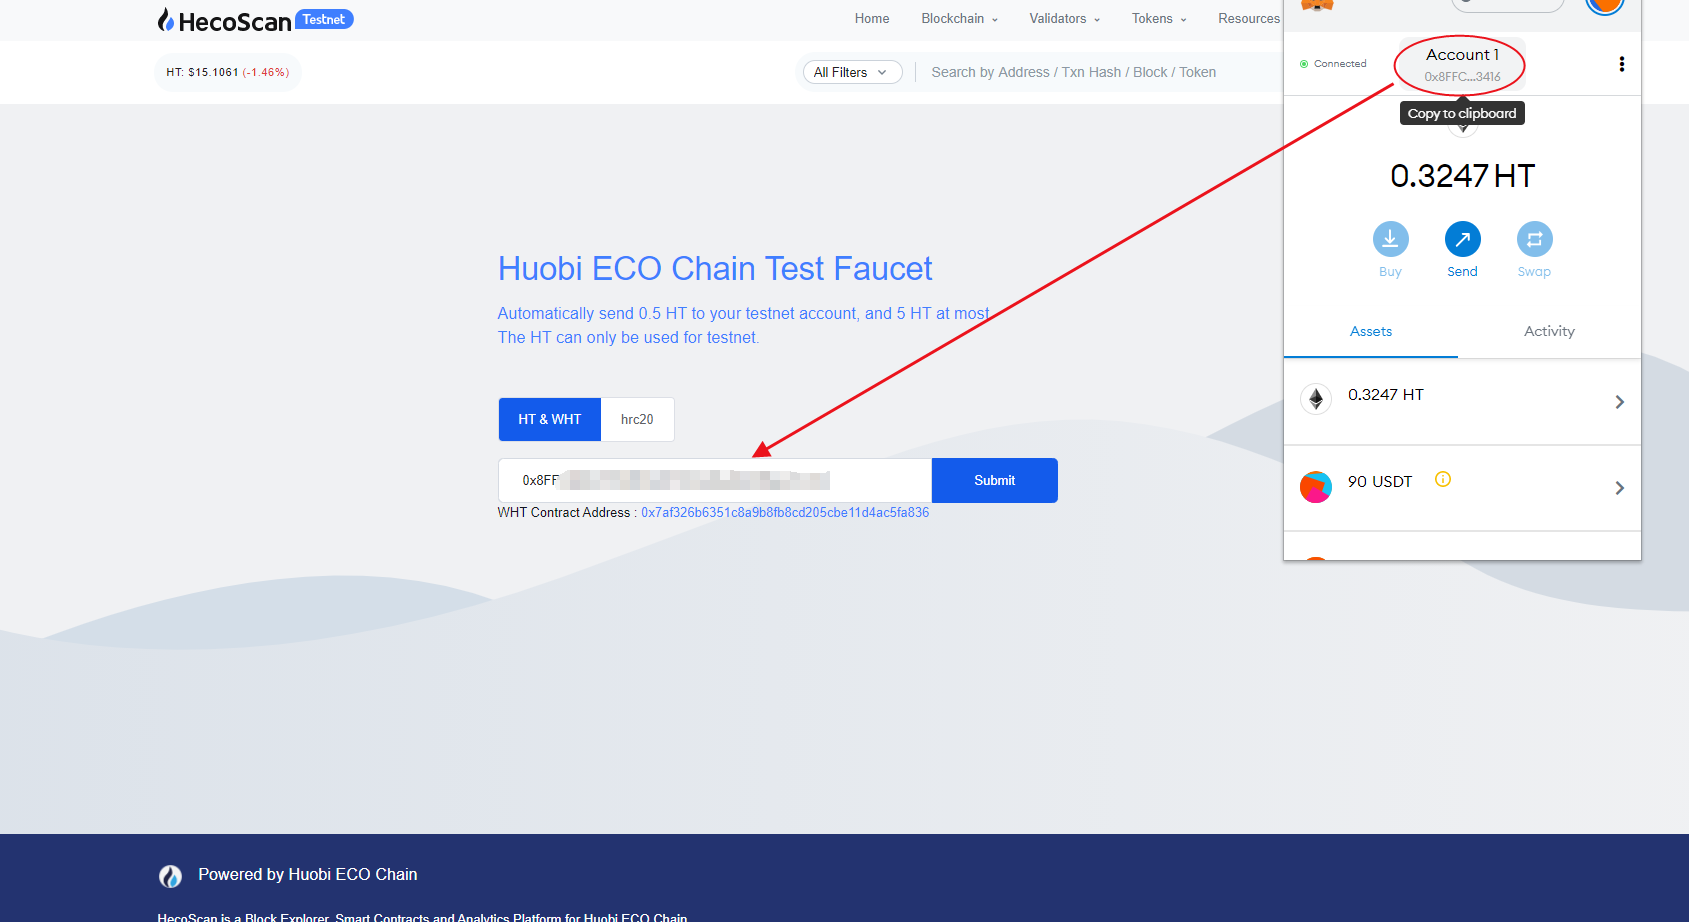 HecoScan Testnet
Home Blockchain Validators Tokens Resources
HT: $15.1061 (-1.46%)
All Filters Search by Address / Txn Hash / Block / Token
Connected
Account 1
0x8FFC...3416
Copy to clipboard
0.3247 HT
Buy Send Swap
Assets Activity
0.3247 HT
90 USDT
Huobi ECO Chain Test Faucet
Automatically send 0.5 HT to your testnet account, and 5 HT at most.
The HT can only be used for testnet.
HT & WHT hrc20
0x8FF
Submit
WHT Contract Address : 0x7af326b6351c8a9b8fb8cd205cbe11d4ac5fa836
Powered by Huobi ECO Chain
HecoScan is a Block Explorer, Smart Contracts and Analytics Platform for Huobi ECO Chain